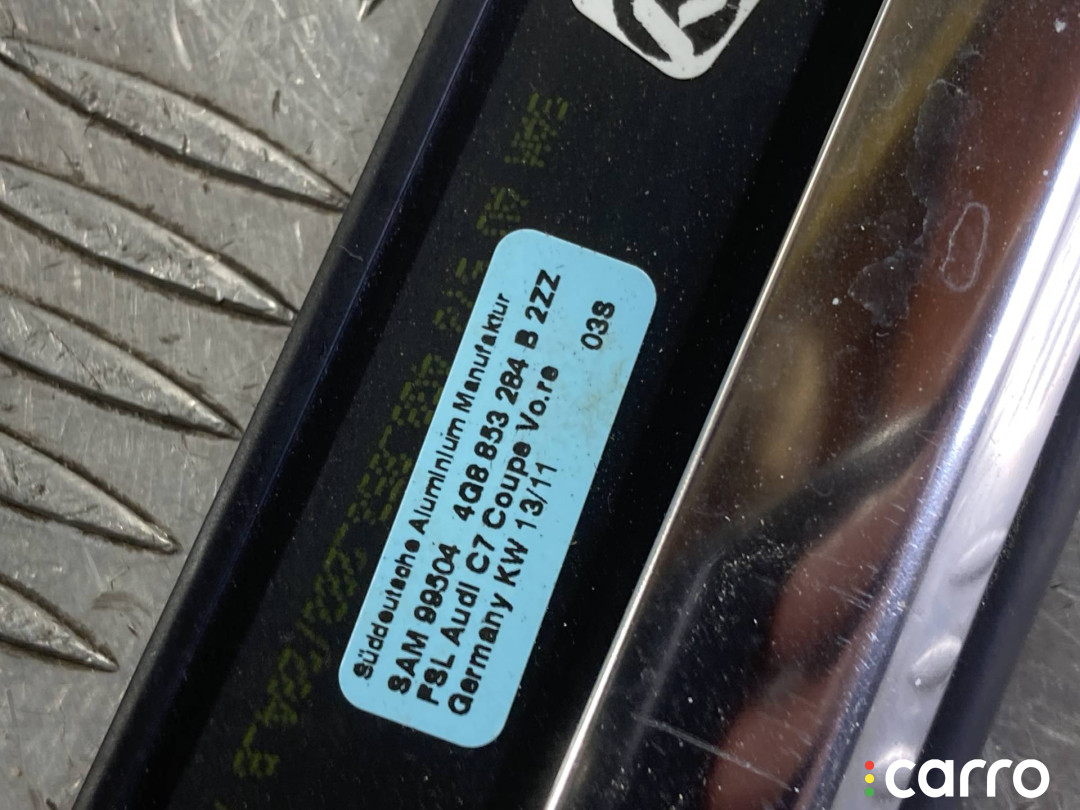 Süddeutsche Aluminium Manufaktur
SAM 99504 4G8 853 284 B 2ZZ
FSL Audi C7 Coupe Vo.re
Germany KW 13/11 03S
carro